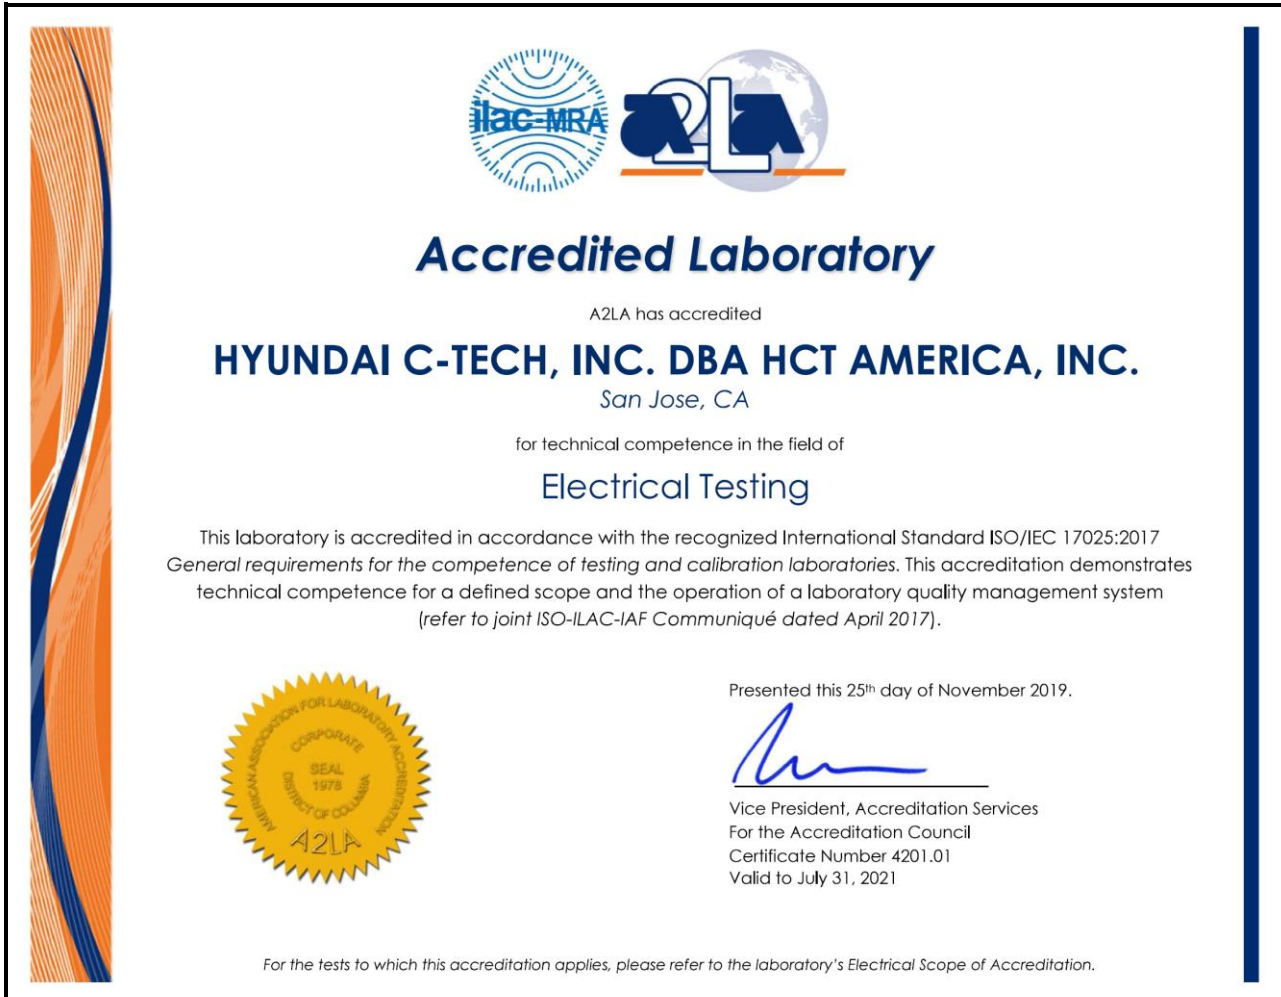 ilac-MRA
A2LA
Accredited Laboratory
A2LA has accredited
HYUNDAI C-TECH, INC. DBA HCT AMERICA, INC.
San Jose, CA
for technical competence in the field of
Electrical Testing
This laboratory is accredited in accordance with the recognized International Standard ISO/IEC 17025:2017
General requirements for the competence of testing and calibration laboratories. This accreditation demonstrates
technical competence for a defined scope and the operation of a laboratory quality management system
(refer to joint ISO-ILAC-IAF Communiqué dated April 2017).
AMERICAN ASSOCIATION FOR LABORATORY ACCREDITATION
CORPORATE
SEAL
1978
DISTRICT OF COLUMBIA
A2LA
Presented this 25th day of November 2019.
Vice President, Accreditation Services
For the Accreditation Council
Certificate Number 4201.01
Valid to July 31, 2021
For the tests to which this accreditation applies, please refer to the laboratory's Electrical Scope of Accreditation.